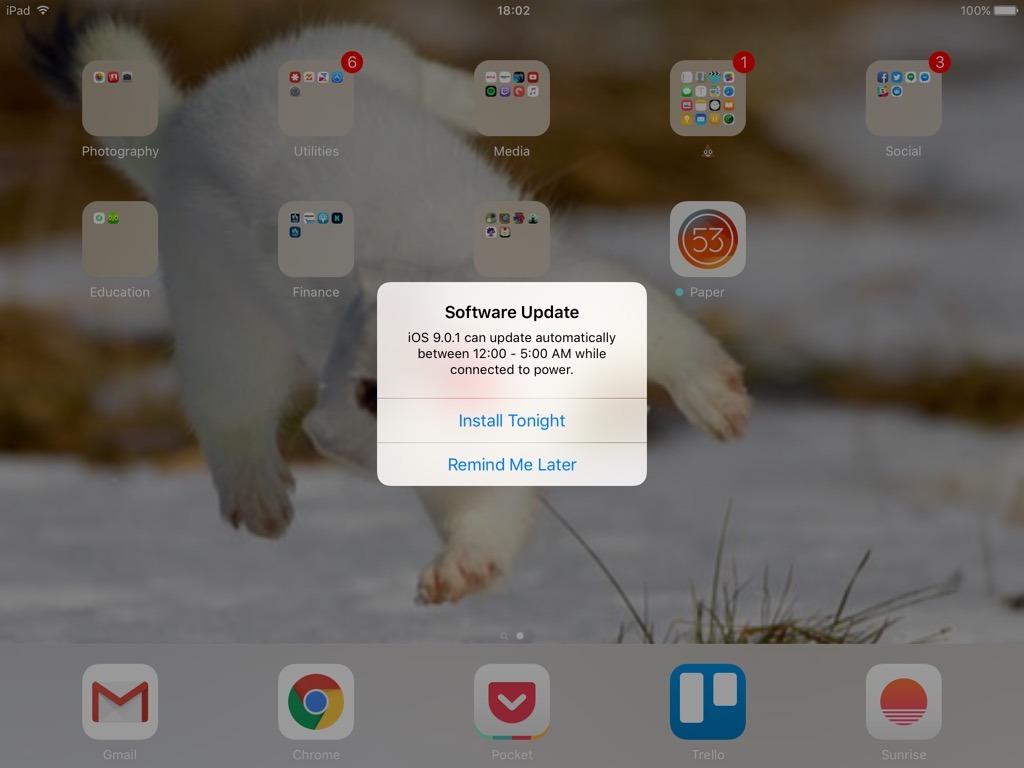 iPad
18:02
100%
6
1
3
Photography
Utilities
Media
💩
Social
53
Education
Finance
Paper
Software Update
iOS 9.0.1 can update automatically
between 12:00 - 5:00 AM while
connected to power.
Install Tonight
Remind Me Later
Gmail
Chrome
Pocket
Trello
Sunrise